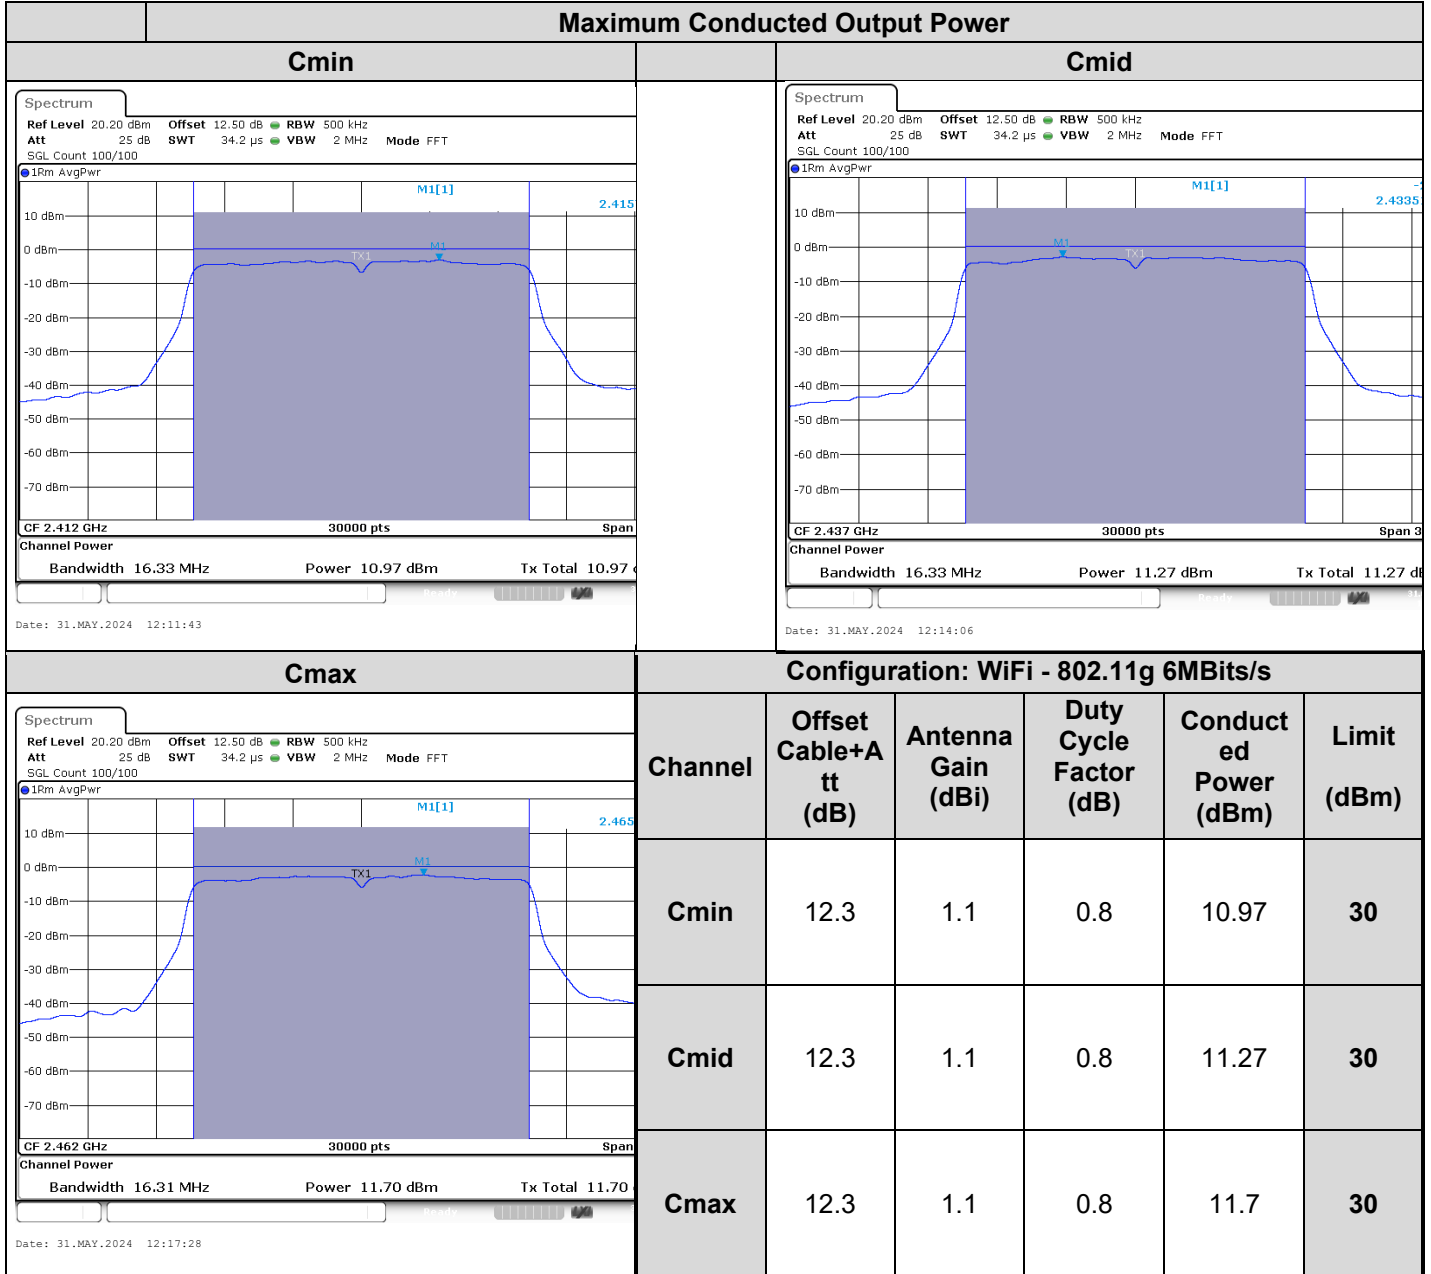 Maximum Conducted Output Power
Cmin
Cmid
Spectrum
Ref Level 20.20 dBm Offset 12.50 dB RBW 500 kHz
Att 25 dB SWT 34.2 µs VBW 2 MHz Mode FFT
SGL Count 100/100
1Rm AvgPwr
M1[1]
2.415
10 dBm
0 dBm
M1
TX1
-10 dBm
-20 dBm
-30 dBm
-40 dBm
-50 dBm
-60 dBm
-70 dBm
CF 2.412 GHz 30000 pts Span
Channel Power
Bandwidth 16.33 MHz Power 10.97 dBm Tx Total 10.97
Ready
Date: 31.MAY.2024 12:11:43
Spectrum
Ref Level 20.20 dBm Offset 12.50 dB RBW 500 kHz
Att 25 dB SWT 34.2 µs VBW 2 MHz Mode FFT
SGL Count 100/100
1Rm AvgPwr
M1[1]
2.4335
10 dBm
0 dBm
M1
TX1
-10 dBm
-20 dBm
-30 dBm
-40 dBm
-50 dBm
-60 dBm
-70 dBm
CF 2.437 GHz 30000 pts Span 3
Channel Power
Bandwidth 16.33 MHz Power 11.27 dBm Tx Total 11.27 dB
Ready
Date: 31.MAY.2024 12:14:06
Cmax
Spectrum
Ref Level 20.20 dBm Offset 12.50 dB RBW 500 kHz
Att 25 dB SWT 34.2 µs VBW 2 MHz Mode FFT
SGL Count 100/100
1Rm AvgPwr
M1[1]
2.465
10 dBm
0 dBm
M1
TX1
-10 dBm
-20 dBm
-30 dBm
-40 dBm
-50 dBm
-60 dBm
-70 dBm
CF 2.462 GHz 30000 pts Span
Channel Power
Bandwidth 16.31 MHz Power 11.70 dBm Tx Total 11.70
Ready
Date: 31.MAY.2024 12:17:28
Configuration: WiFi - 802.11g 6MBits/s
Channel
Offset
Cable+A
tt
(dB)
Antenna
Gain
(dBi)
Duty
Cycle
Factor
(dB)
Conduct
ed
Power
(dBm)
Limit
(dBm)
Cmin 12.3 1.1 0.8 10.97 30
Cmid 12.3 1.1 0.8 11.27 30
Cmax 12.3 1.1 0.8 11.7 30